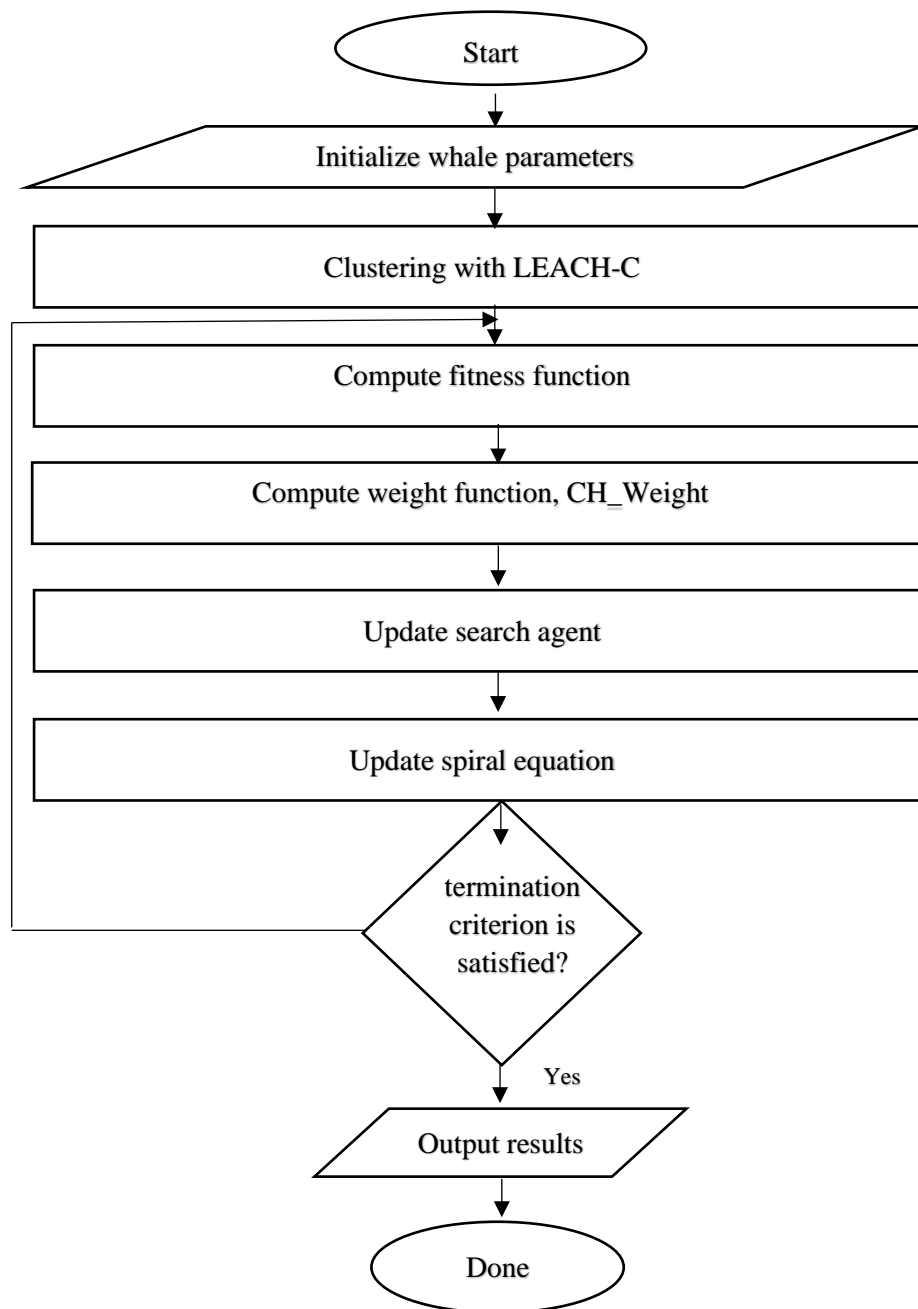 Start
Initialize whale parameters
Clustering with LEACH-C
Compute fitness function
Compute weight function, CH_Weight
Update search agent
Update spiral equation
termination
criterion is
satisfied?
Yes
Output results
Done